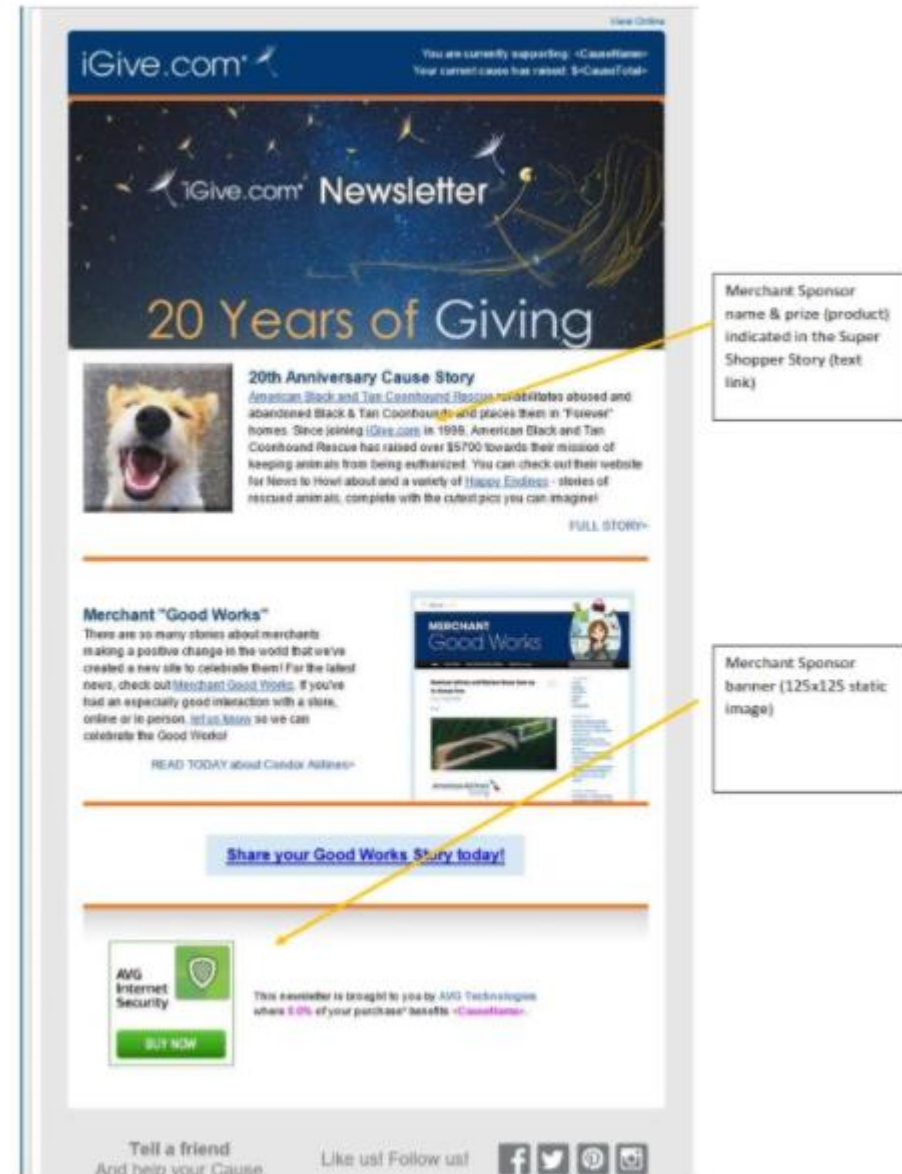 View Online
iGive.com
You are currently supporting: <CauseName>
Your current cause has raised: $<CauseTotal>
iGive.com Newsletter
20 Years of Giving
20th Anniversary Cause Story
American Black and Tan Coonhound Rescue rehabilitates abused and
abandoned Black & Tan Coonhounds and places them in "Forever"
homes. Since joining iGive.com in 1999, American Black and Tan
Coonhound Rescue has raised over $5700 towards their mission of
keeping animals from being euthanized. You can check out their website
for News to Howl about and a variety of Happy Endings - stories of
rescued animals, complete with the cutest pics you can imagine!
FULL STORY>
Merchant Sponsor
name & prize (product)
indicated in the Super
Shopper Story (text
link)
Merchant "Good Works"
There are so many stories about merchants
making a positive change in the world that we've
created a new site to celebrate them! For the latest
news, check out Merchant Good Works. If you've
had an especially good interaction with a store,
online or in person, let us know so we can
celebrate the Good Works!
READ TODAY about Condor Airlines>
MERCHANT
Good Works
American Airlines
Merchant Sponsor
banner (125x125 static
image)
Share your Good Works Story today!
AVG
Internet
Security
BUY NOW
This newsletter is brought to you by AVG Technologies
where 0.0% of your purchase* benefits <CauseName>.
Tell a friend
And help your Cause
Like us! Follow us!